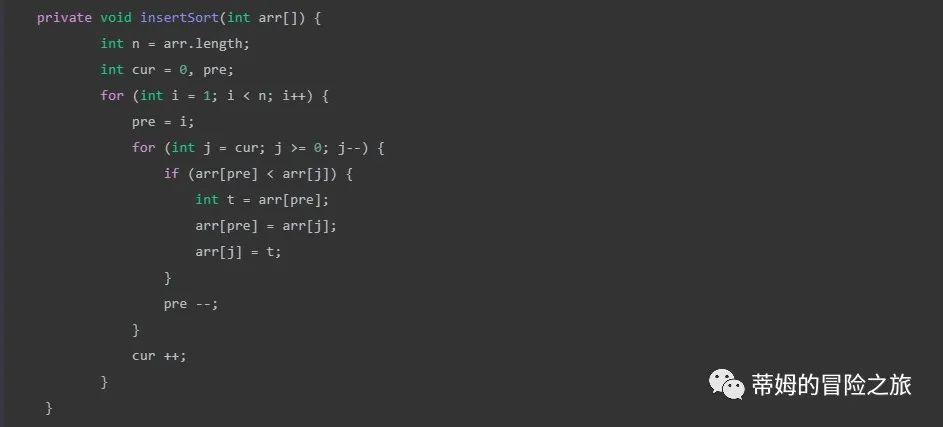 private void insertSort(int arr[]) {
        int n = arr.length;
        int cur = 0, pre;
        for (int i = 1; i < n; i++) {
            pre = i;
            for (int j = cur; j >= 0; j--) {
                if (arr[pre] < arr[j]) {
                    int t = arr[pre];
                    arr[pre] = arr[j];
                    arr[j] = t;
                }
                pre --;
            }
            cur ++;
        }
 }
蒂姆的冒险之旅